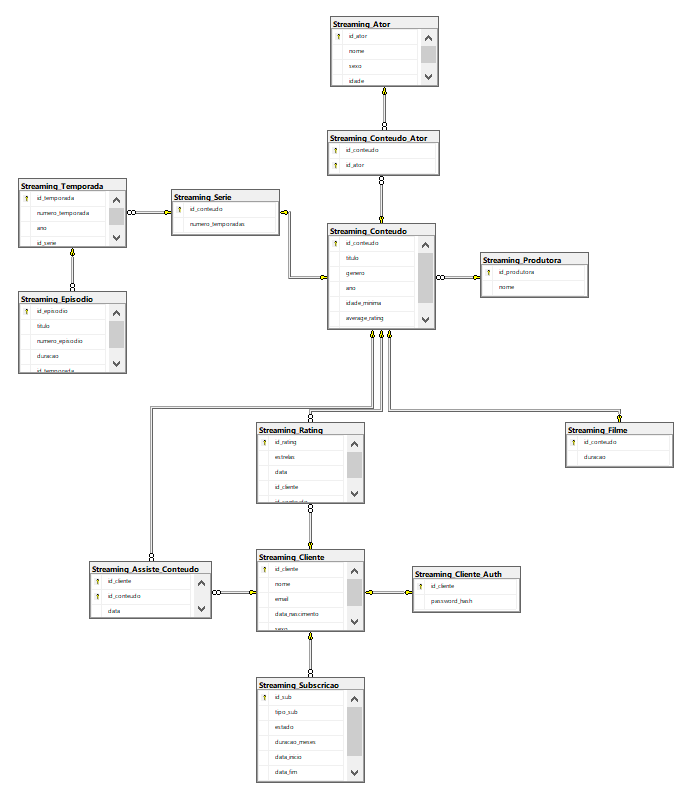 Streaming_Ator
id_ator
nome
sexo
idade
Streaming_Conteudo_Ator
id_conteudo
id_ator
Streaming_Temporada
id_temporada
numero_temporada
ano
id_serie
Streaming_Serie
id_conteudo
numero_temporadas
Streaming_Conteudo
id_conteudo
titulo
genero
ano
idade_minima
average_rating
Streaming_Produtora
id_produtora
nome
Streaming_Episodio
id_episodio
titulo
numero_episodio
duracao
id_temporada
Streaming_Rating
id_rating
estrelas
data
id_cliente
id_conteudo
Streaming_Filme
id_conteudo
duracao
Streaming_Assiste_Conteudo
id_cliente
id_conteudo
data
Streaming_Cliente
id_cliente
nome
email
data_nascimento
sexo
Streaming_Cliente_Auth
id_cliente
password_hash
Streaming_Subscricao
id_sub
tipo_sub
estado
duracao_meses
data_inicio
data_fim